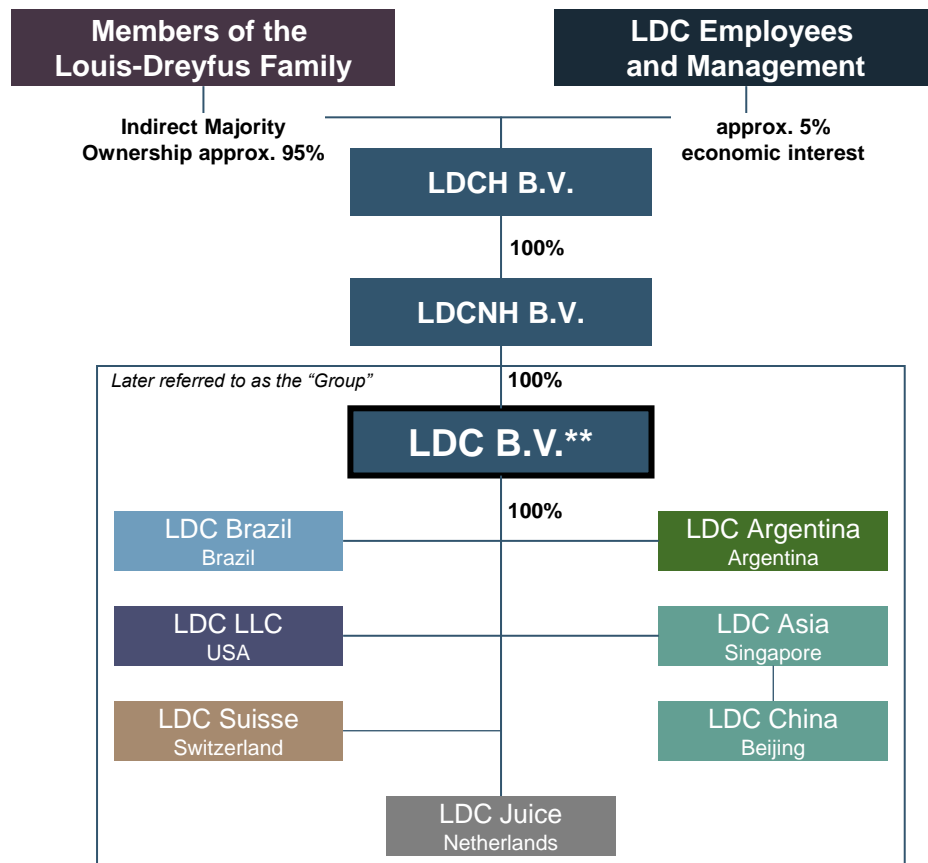 Members of the
Louis-Dreyfus Family
LDC Employees
and Management
Indirect Majority
Ownership approx. 95%
approx. 5%
economic interest
LDCH B.V.
100%
LDCNH B.V.
Later referred to as the “Group”
100%
LDC B.V.**
100%
LDC Brazil
Brazil
LDC Argentina
Argentina
LDC LLC
USA
LDC Asia
Singapore
LDC Suisse
Switzerland
LDC China
Beijing
LDC Juice
Netherlands